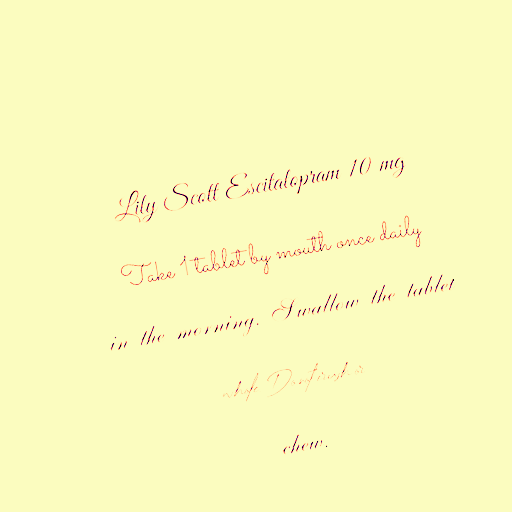 Lily Scott Escitalopram 10 mg
Take 1 tablet by mouth once daily
in the morning. Swallow the tablet
chew.